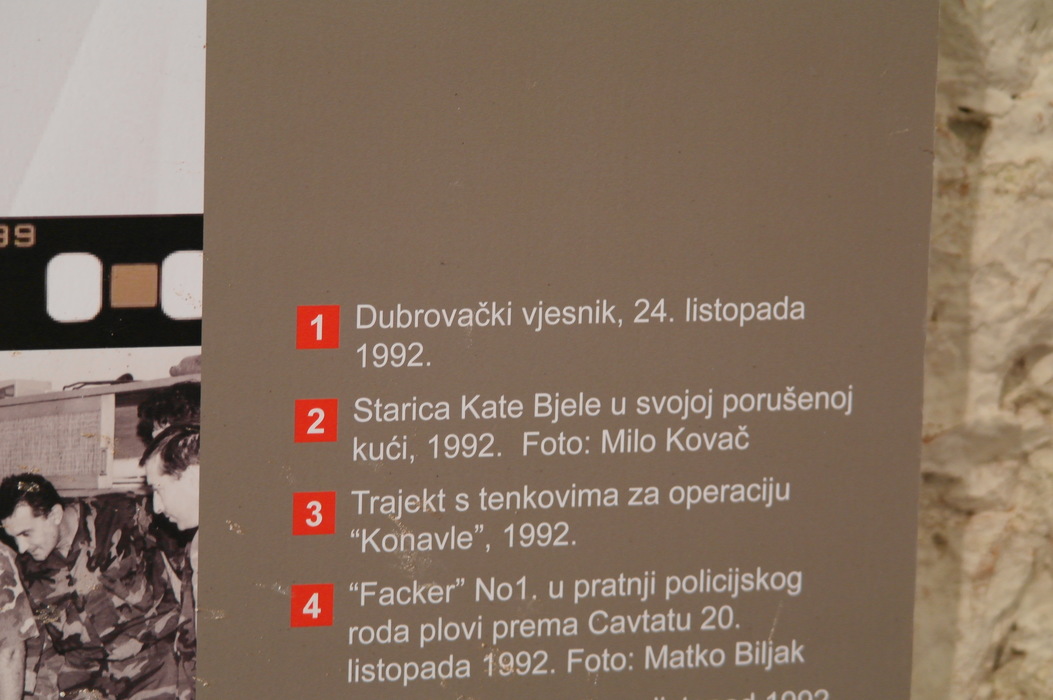 99
1 Dubrovački vjesnik, 24. listopada
1992.
2 Starica Kate Bjele u svojoj porušenoj
kući, 1992. Foto: Milo Kovač
3 Trajekt s tenkovima za operaciju
“Konavle”, 1992.
4 “Facker” No1. u pratnji policijskog
roda plovi prema Cavtatu 20.
listopada 1992. Foto: Matko Biljak
1992